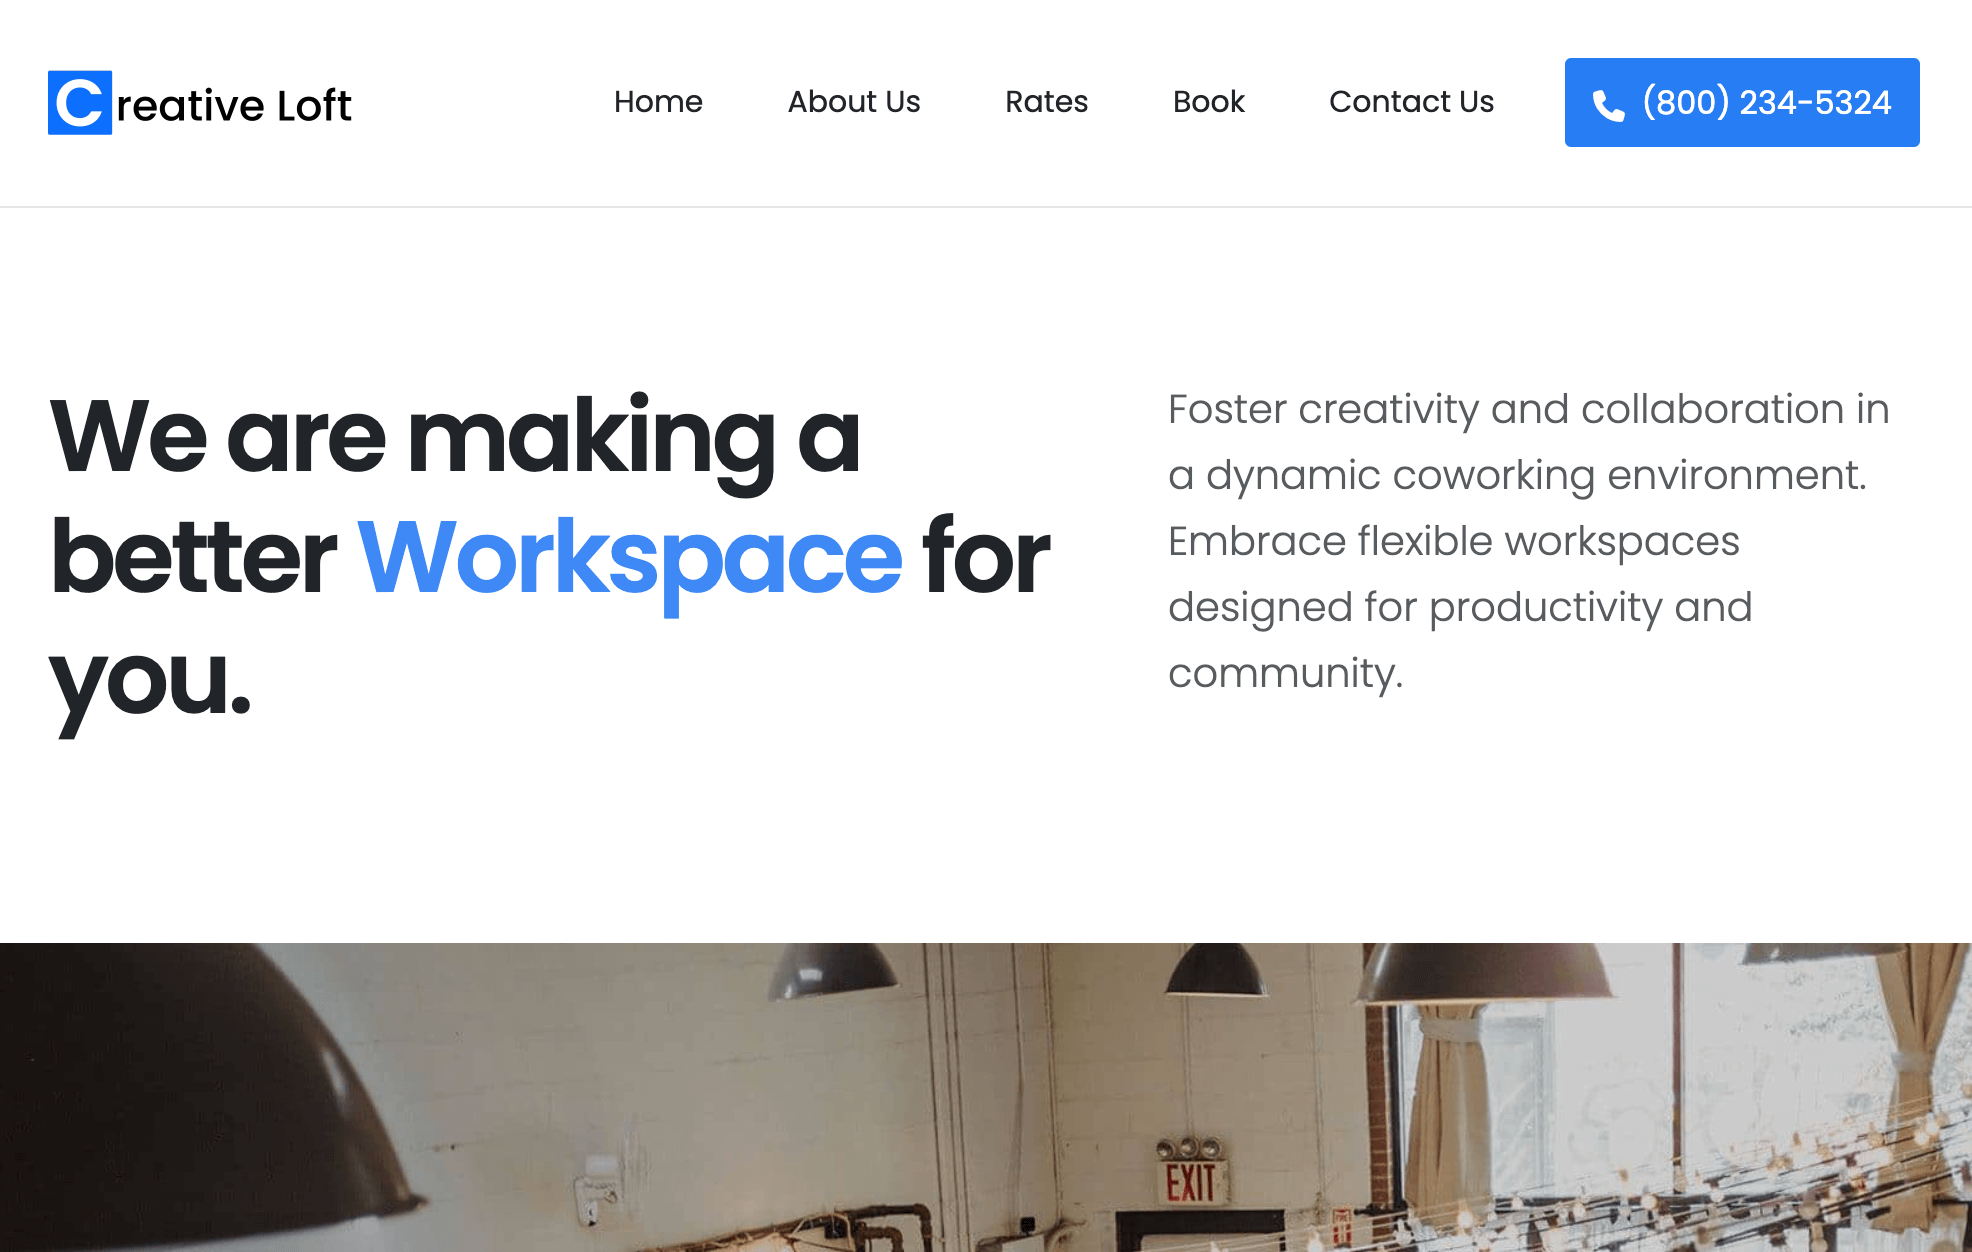 Creative Loft
Home
About Us
Rates
Book
Contact Us
(800) 234-5324
We are making a
better Workspace for
you.
Foster creativity and collaboration in
a dynamic coworking environment.
Embrace flexible workspaces
designed for productivity and
community.
EXIT